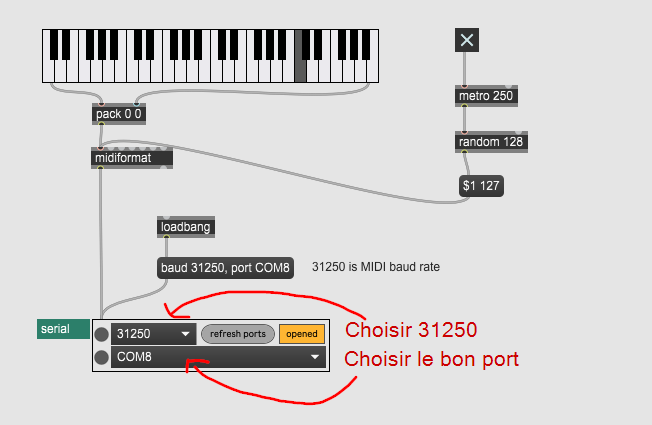 metro 250
pack 0 0
random 128
midiformat
$1 127
loadbang
baud 31250, port COM8
31250 is MIDI baud rate
serial
31250 refresh ports opened
Choisir 31250
COM8
Choisir le bon port